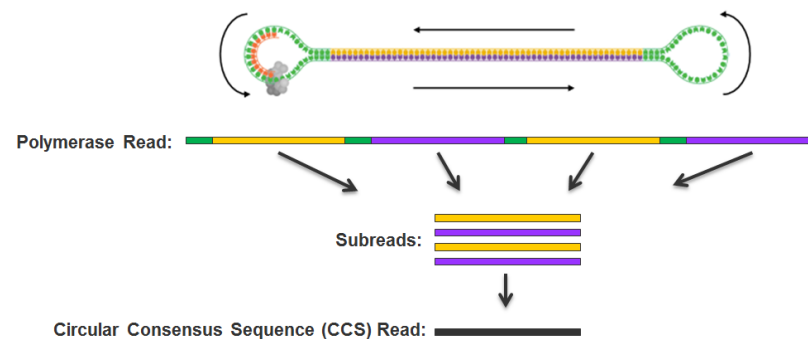 Polymerase Read:
Subreads:
Circular Consensus Sequence (CCS) Read: